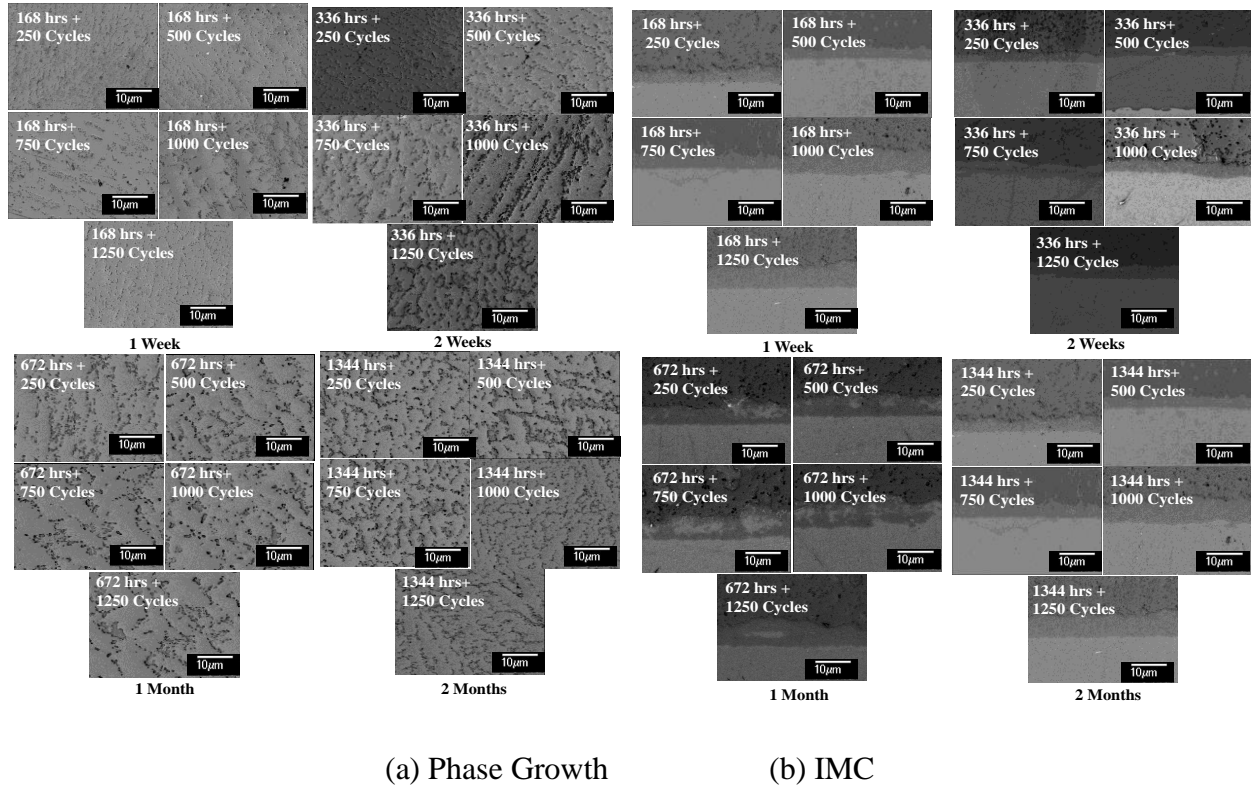 168 hrs+
250 Cycles
10µm
168 hrs+
500 Cycles
10µm
168 hrs+
750 Cycles
10µm
168 hrs+
1000 Cycles
10µm
168 hrs +
1250 Cycles
10µm
1 Week
336 hrs +
250 Cycles
10µm
336 hrs +
500 Cycles
10µm
336 hrs +
750 Cycles
10µm
336 hrs +
1000 Cycles
10µm
336 hrs +
1250 Cycles
10µm
2 Weeks
672 hrs +
250 Cycles
10µm
672 hrs +
500 Cycles
10µm
672 hrs+
750 Cycles
10µm
672 hrs+
1000 Cycles
10µm
672 hrs +
1250 Cycles
10µm
1 Month
1344 hrs+
250 Cycles
10µm
1344 hrs+
500 Cycles
10µm
1344 hrs+
750 Cycles
10µm
1344 hrs+
1000 Cycles
10µm
1344 hrs+
1250 Cycles
10µm
2 Months
168 hrs+
250 Cycles
10µm
168 hrs+
500 Cycles
10µm
168 hrs+
750 Cycles
10µm
168 hrs+
1000 Cycles
10µm
168 hrs +
1250 Cycles
10µm
1 Week
336 hrs+
250 Cycles
10µm
336 hrs+
500 Cycles
10µm
336 hrs +
750 Cycles
10µm
336 hrs +
1000 Cycles
10µm
336 hrs +
1250 Cycles
10µm
2 Weeks
672 hrs +
250 Cycles
10µm
672 hrs +
500 Cycles
10µm
672 hrs +
750 Cycles
10µm
672 hrs +
1000 Cycles
10µm
672 hrs +
1250 Cycles
10µm
1 Month
1344 hrs +
250 Cycles
10µm
1344 hrs +
500 Cycles
10µm
1344 hrs +
750 Cycles
10µm
1344 hrs +
1000 Cycles
10µm
1344 hrs +
1250 Cycles
10µm
2 Months
(a) Phase Growth
(b) IMC